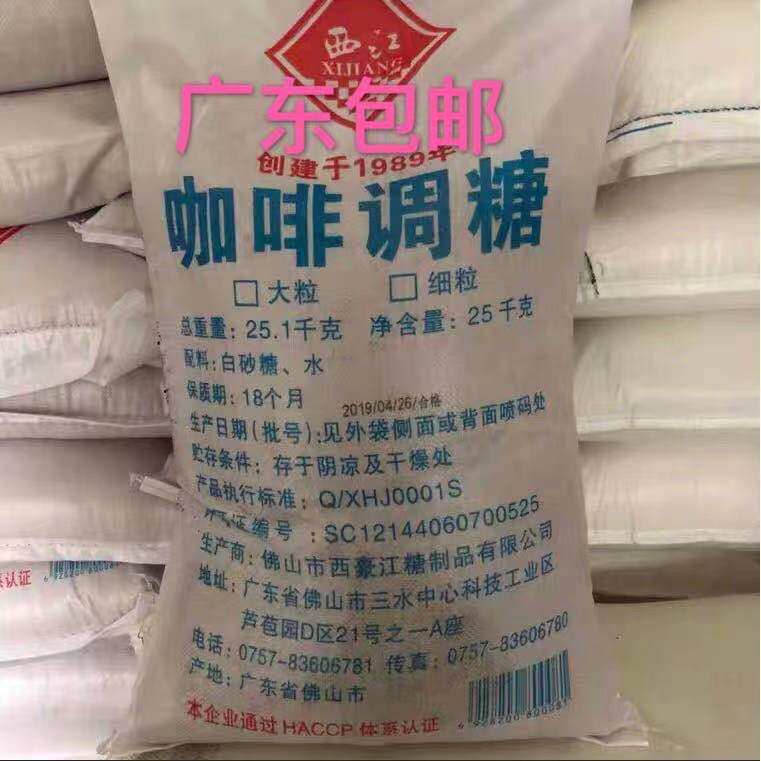 西江
XIJIANG
广东包邮
创建于1989年
咖啡调糖
大粒 细粒
总重量：25.1千克 净含量：25千克
配料：白砂糖、水
保质期：18个月
2019/04/26/合格
生产日期（批号）：见外袋侧面或背面喷码处
贮存条件：存于阴凉及干燥处
产品执行标准：Q/XHJ0001S
证编号：SC12144060700525
生产商：佛山市西豪江糖制品有限公司
地址：广东省佛山市三水中心科技工业区
芦苞园D区21号之一A座
电话：0757-83606781 传真：0757-83606780
产地：广东省佛山市
本企业通过HACCP体系认证
系认证